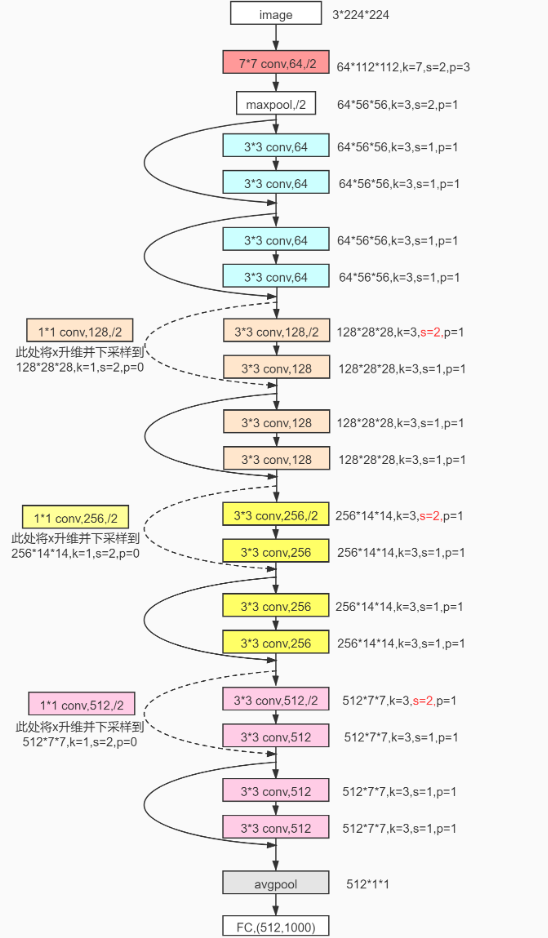 image 3*224*224
7*7 conv,64,/2 64*112*112,k=7,s=2,p=3
maxpool,/2 64*56*56,k=3,s=2,p=1
3*3 conv,64 64*56*56,k=3,s=1,p=1
3*3 conv,64 64*56*56,k=3,s=1,p=1
3*3 conv,64 64*56*56,k=3,s=1,p=1
3*3 conv,64 64*56*56,k=3,s=1,p=1
1*1 conv,128,/2 3*3 conv,128,/2 128*28*28,k=3,s=2,p=1
此处将x升维并下采样到
128*28*28,k=1,s=2,p=0 3*3 conv,128 128*28*28,k=3,s=1,p=1
3*3 conv,128 128*28*28,k=3,s=1,p=1
3*3 conv,128 128*28*28,k=3,s=1,p=1
1*1 conv,256,/2 3*3 conv,256,/2 256*14*14,k=3,s=2,p=1
此处将x升维并下采样到
256*14*14,k=1,s=2,p=0 3*3 conv,256 256*14*14,k=3,s=1,p=1
3*3 conv,256 256*14*14,k=3,s=1,p=1
3*3 conv,256 256*14*14,k=3,s=1,p=1
1*1 conv,512,/2 3*3 conv,512,/2 512*7*7,k=3,s=2,p=1
此处将x升维并下采样到
512*7*7,k=1,s=2,p=0 3*3 conv,512 512*7*7,k=3,s=1,p=1
3*3 conv,512 512*7*7,k=3,s=1,p=1
3*3 conv,512 512*7*7,k=3,s=1,p=1
avgpool 512*1*1
FC,(512,1000)